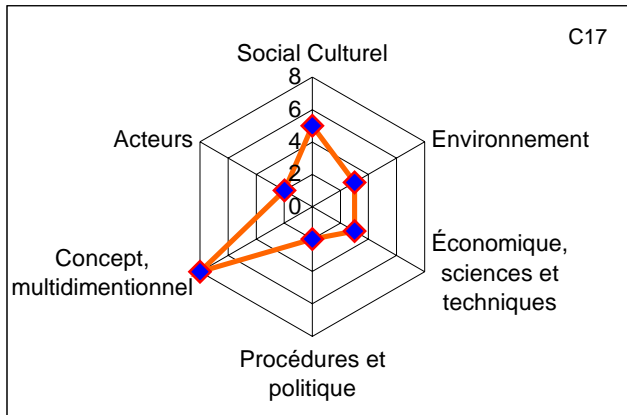 C17
Social Culturel
8
6
4
2
0
Environnement
Économique,
sciences et
techniques
Procédures et
politique
Concept,
multidimentionnel
Acteurs